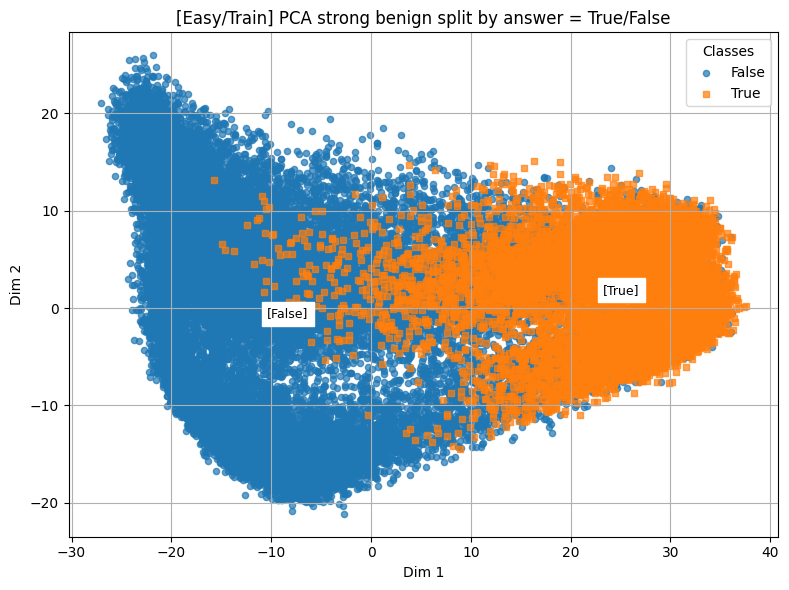 [Easy/Train] PCA strong benign split by answer = True/False
Classes
False
True
20
10
0
−10
−20
Dim 2
[False]
[True]
−30
−20
−10
0
10
20
30
40
Dim 1